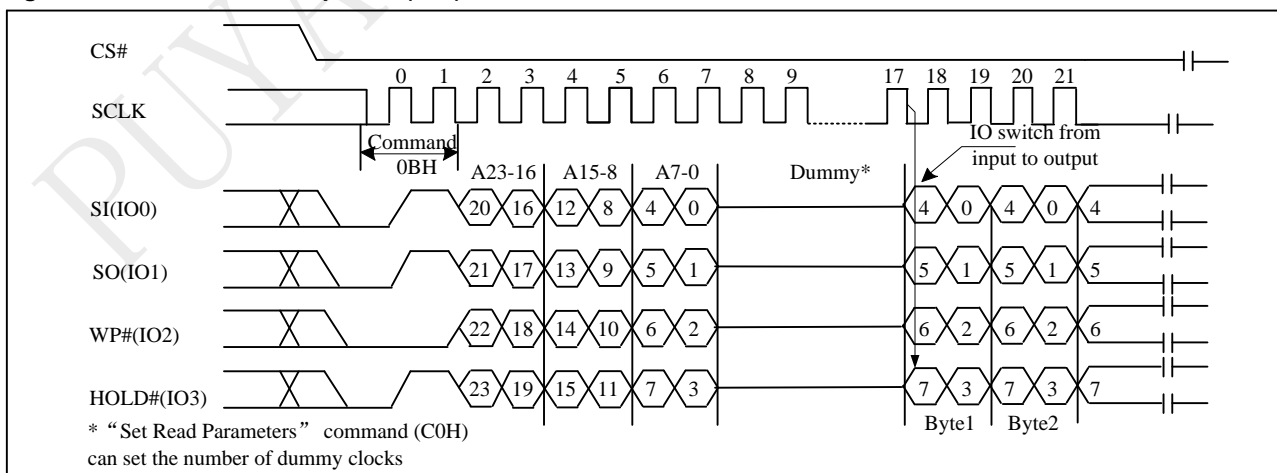 PUYA
CS#
0 1 2 3 4 5 6 7 8 9 17 18 19 20 21
SCLK
Command
0BH
IO switch from
input to output
A23-16 A15-8 A7-0 Dummy*
SI(IO0) 20 16 12 8 4 0 4 0 4 0 4
SO(IO1) 21 17 13 9 5 1 5 1 5 1 5
WP#(IO2) 22 18 14 10 6 2 6 2 6 2 6
HOLD#(IO3) 23 19 15 11 7 3 7 3 7 3 7
Byte1 Byte2
* “Set Read Parameters” command (C0H)
can set the number of dummy clocks